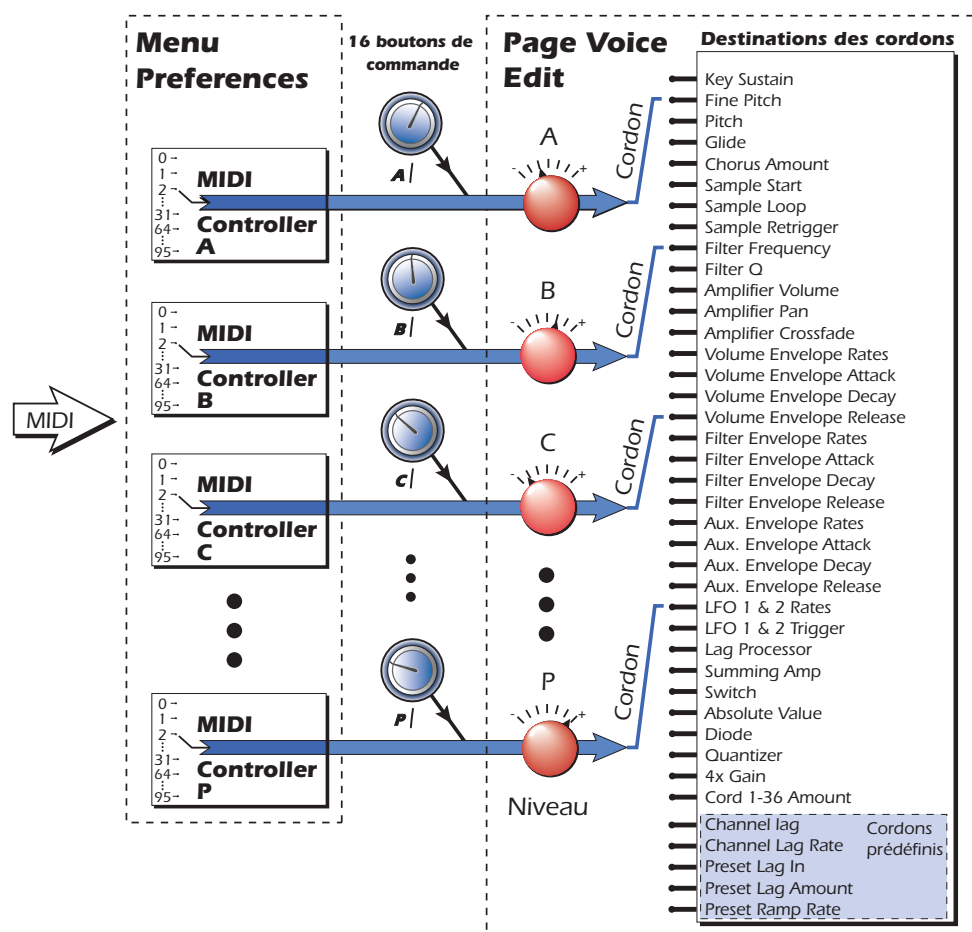 Menu
Preferences
16 boutons de
commande
Page Voice
Edit
Destinations des cordons
MIDI
0
1
2
31
64
95
MIDI
Controller
A
A
A
- +
Cordon
0
1
2
31
64
95
MIDI
Controller
B
B
B
- +
Cordon
0
1
2
31
64
95
MIDI
Controller
C
C
C
- +
Cordon
0
1
2
31
64
95
MIDI
Controller
P
P
P
- +
Cordon
Niveau
Key Sustain
Fine Pitch
Pitch
Glide
Chorus Amount
Sample Start
Sample Loop
Sample Retrigger
Filter Frequency
Filter Q
Amplifier Volume
Amplifier Pan
Amplifier Crossfade
Volume Envelope Rates
Volume Envelope Attack
Volume Envelope Decay
Volume Envelope Release
Filter Envelope Rates
Filter Envelope Attack
Filter Envelope Decay
Filter Envelope Release
Aux. Envelope Rates
Aux. Envelope Attack
Aux. Envelope Decay
Aux. Envelope Release
LFO 1 & 2 Rates
LFO 1 & 2 Trigger
Lag Processor
Summing Amp
Switch
Absolute Value
Diode
Quantizer
4x Gain
Cord 1-36 Amount
Channel lag
Channel Lag Rate
Preset Lag In
Preset Lag Amount
Preset Ramp Rate
Cordons
prédéfinis